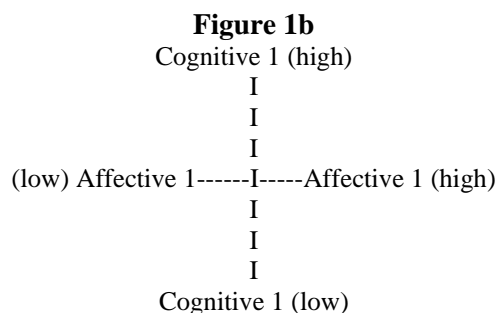 Figure 1b
Cognitive 1 (high)
I
I
I
(low) Affective 1------I-----Affective 1 (high)
I
I
I
Cognitive 1 (low)